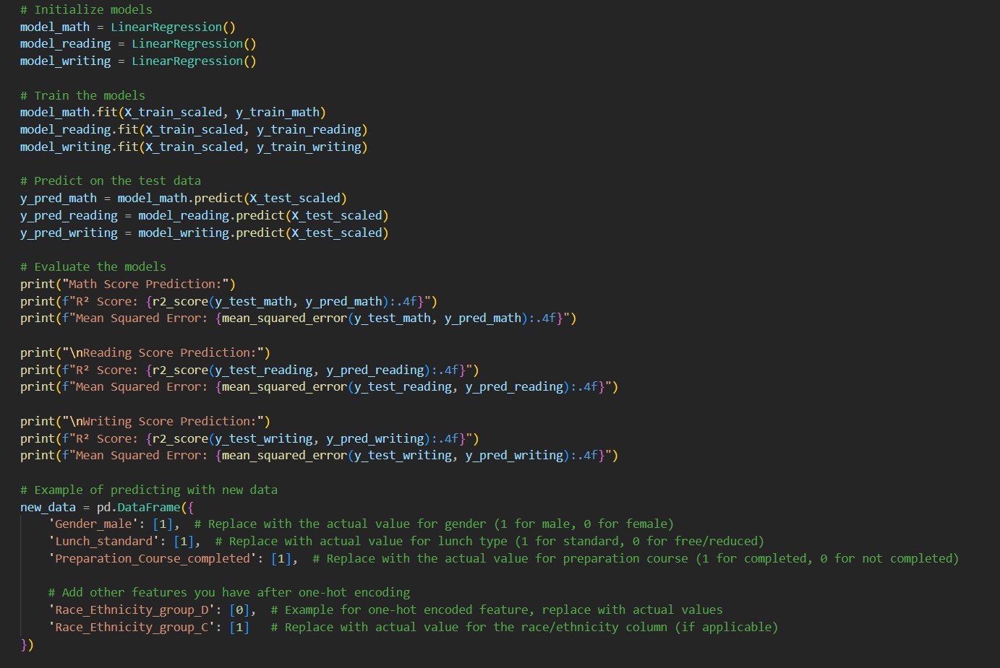 # Initialize models
model_math = LinearRegression()
model_reading = LinearRegression()
model_writing = LinearRegression()
# Train the models
model_math.fit(X_train_scaled, y_train_math)
model_reading.fit(X_train_scaled, y_train_reading)
model_writing.fit(X_train_scaled, y_train_writing)
# Predict on the test data
y_pred_math = model_math.predict(X_test_scaled)
y_pred_reading = model_reading.predict(X_test_scaled)
y_pred_writing = model_writing.predict(X_test_scaled)
# Evaluate the models
print("Math Score Prediction:")
print(f"R² Score: {r2_score(y_test_math, y_pred_math):.4f}")
print(f"Mean Squared Error: {mean_squared_error(y_test_math, y_pred_math):.4f}")
print("\nReading Score Prediction:")
print(f"R² Score: {r2_score(y_test_reading, y_pred_reading):.4f}")
print(f"Mean Squared Error: {mean_squared_error(y_test_reading, y_pred_reading):.4f}")
print("\nWriting Score Prediction:")
print(f"R² Score: {r2_score(y_test_writing, y_pred_writing):.4f}")
print(f"Mean Squared Error: {mean_squared_error(y_test_writing, y_pred_writing):.4f}")
# Example of predicting with new data
new_data = pd.DataFrame({
    'Gender_male': [1],  # Replace with the actual value for gender (1 for male, 0 for female)
    'Lunch_standard': [1],  # Replace with actual value for lunch type (1 for standard, 0 for free/reduced)
    'Preparation_Course_completed': [1],  # Replace with the actual value for preparation course (1 for completed, 0 for not completed)
    # Add other features you have after one-hot encoding
    'Race_Ethnicity_group_D': [0],  # Example for one-hot encoded feature, replace with actual values
    'Race_Ethnicity_group_C': [1]   # Replace with actual value for the race/ethnicity column (if applicable)
})